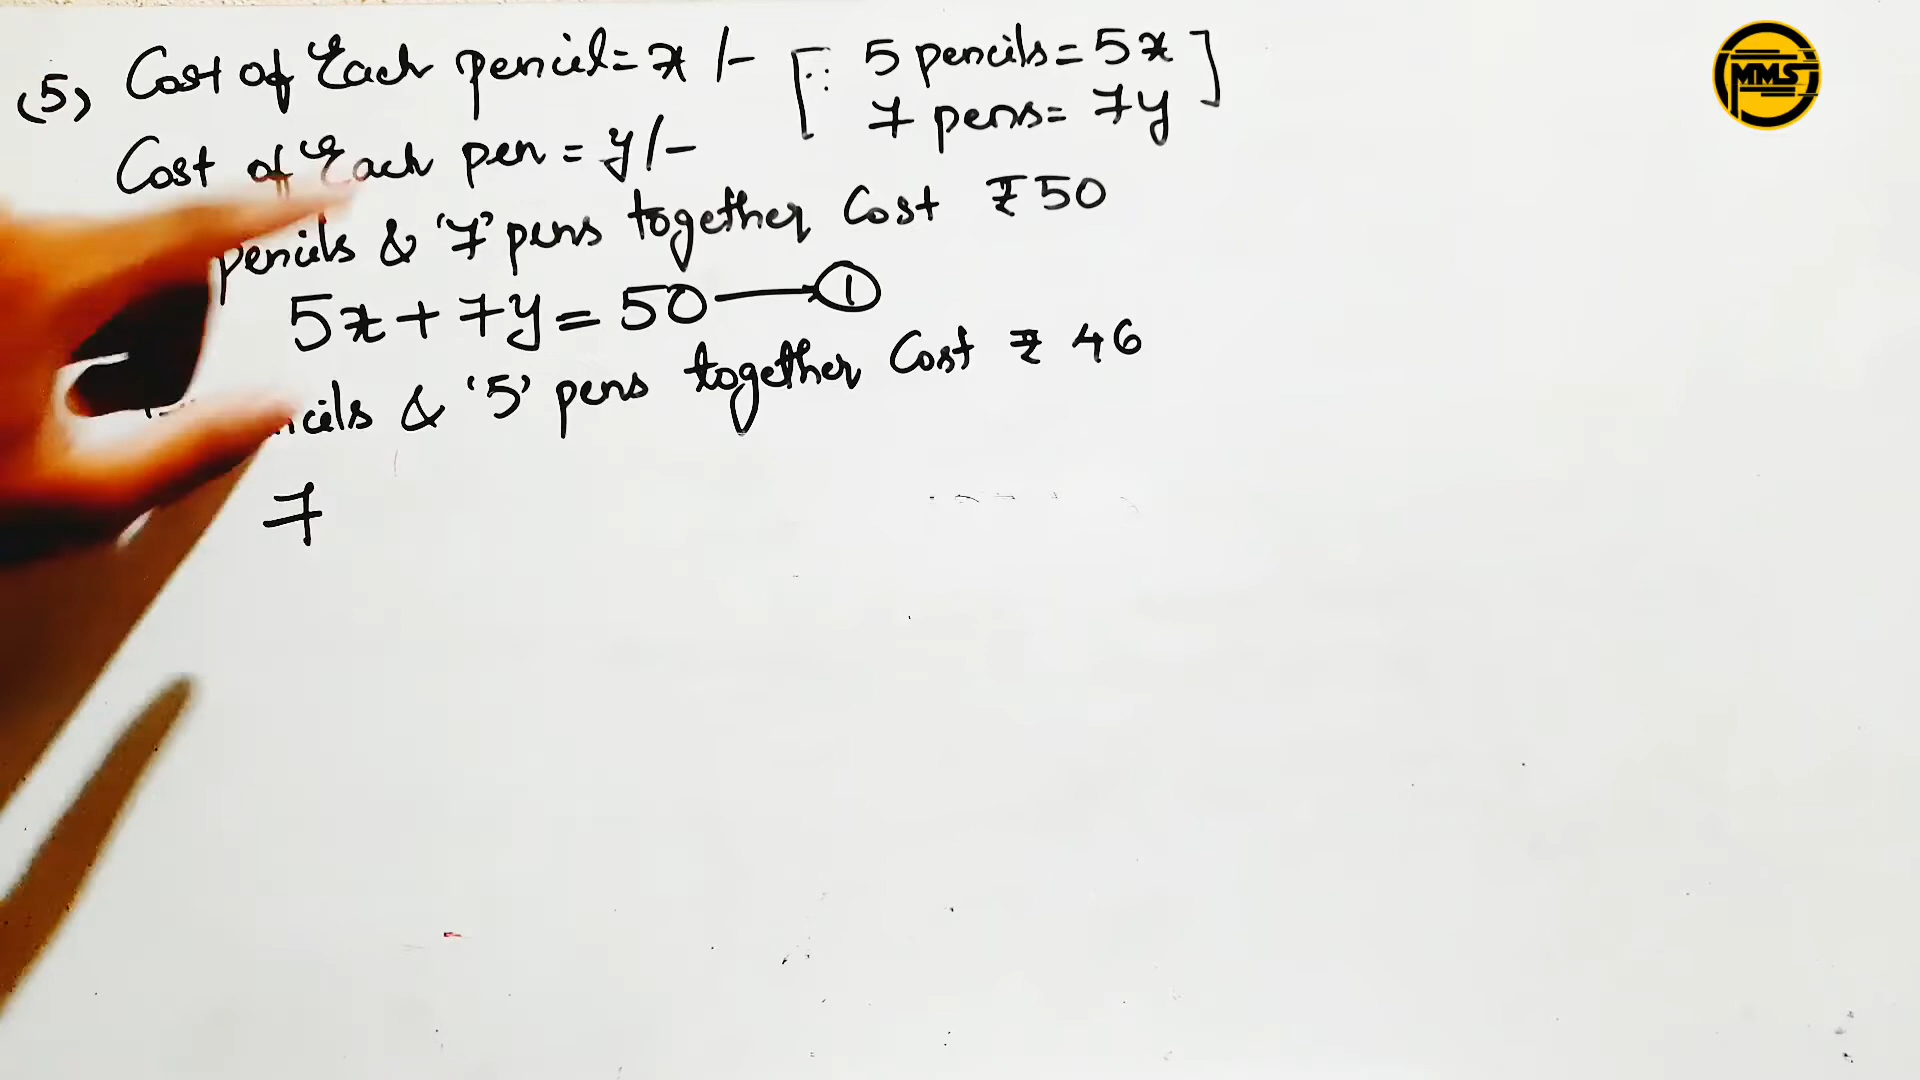 (5) Cost of Each pencil = x /- [∵ 5 pencils = 5x
7 pens = 7y]
Cost of Each pen = y/-
pencils & '7' pens together Cost ₹50
5x + 7y = 50 — ①
& '5' pens together Cost ₹ 46
7
MMS